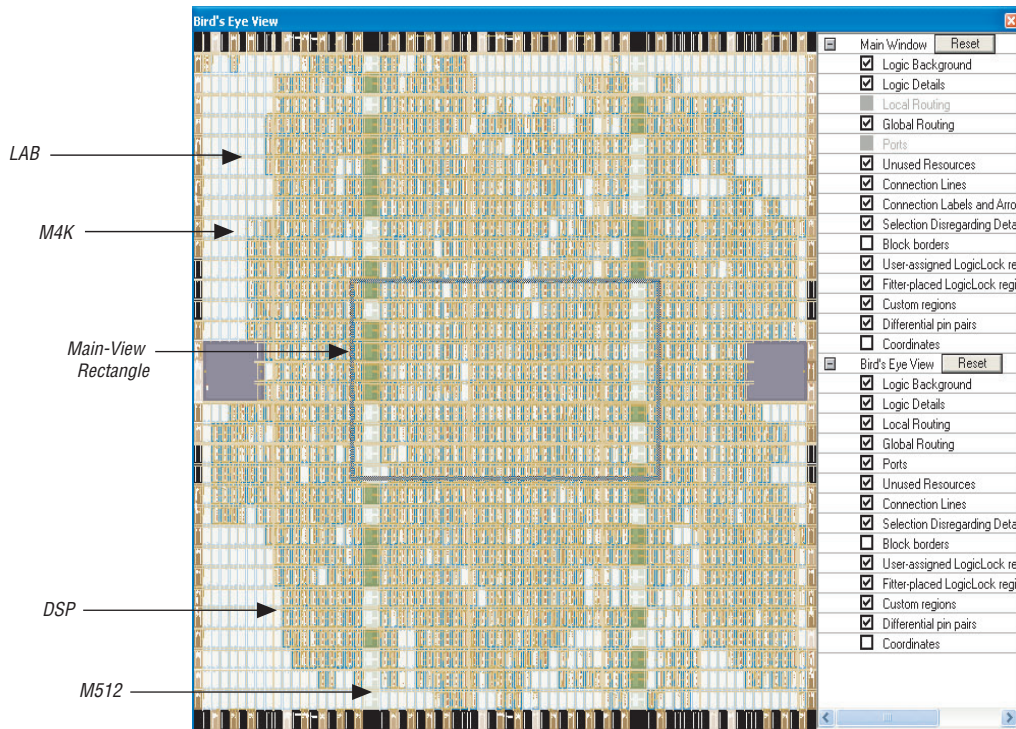 Bird's Eye View
Main Window Reset
Logic Background
Logic Details
Local Routing
Global Routing
Ports
Unused Resources
Connection Lines
Connection Labels and Arro
Selection Disregarding Deta
Block borders
User-assigned LogicLock re
Fitter-placed LogicLock regi
Custom regions
Differential pin pairs
Coordinates
Bird's Eye View Reset
Logic Background
Logic Details
Local Routing
Global Routing
Ports
Unused Resources
Connection Lines
Selection Disregarding Deta
Block borders
User-assigned LogicLock re
Fitter-placed LogicLock regi
Custom regions
Differential pin pairs
Coordinates
LAB
M4K
Main-View
Rectangle
DSP
M512